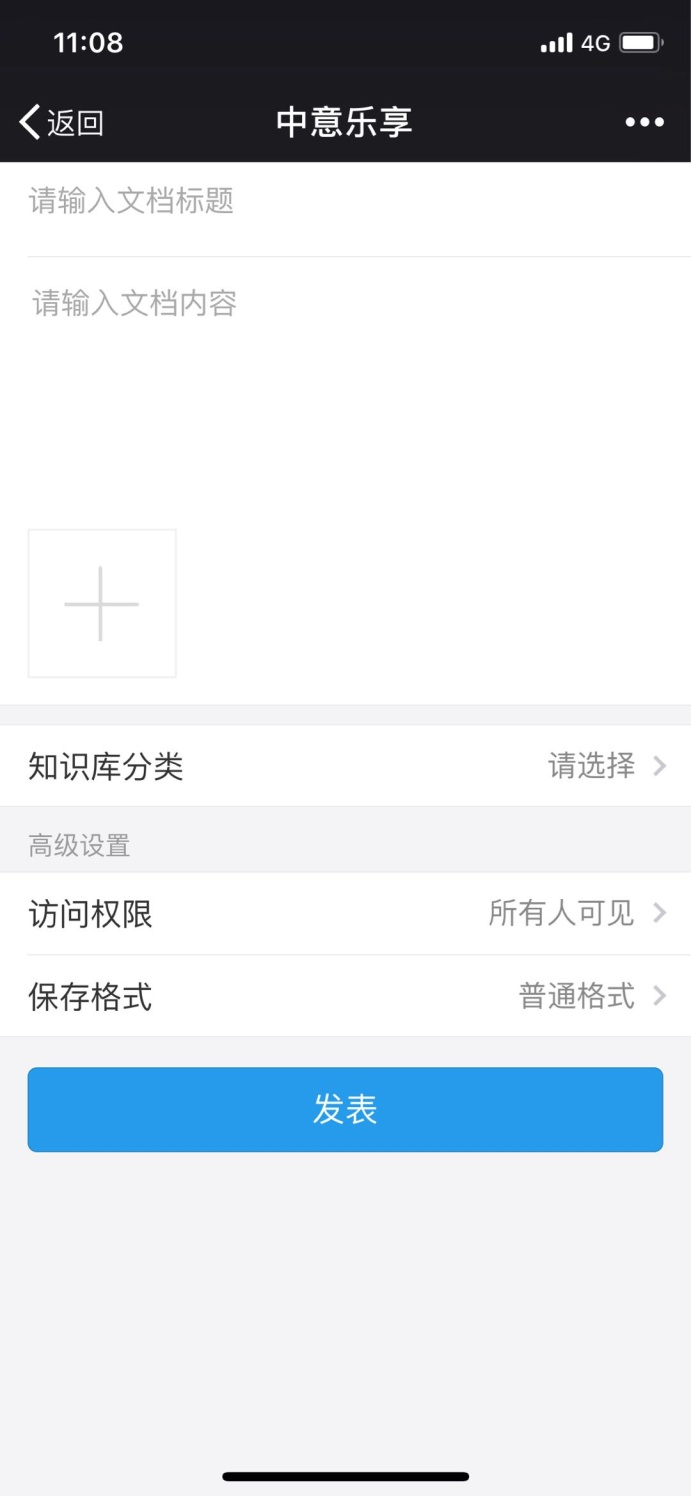 11:08 4G
返回 中意乐享
请输入文档标题
请输入文档内容
知识库分类 请选择
高级设置
访问权限 所有人可见
保存格式 普通格式
发表